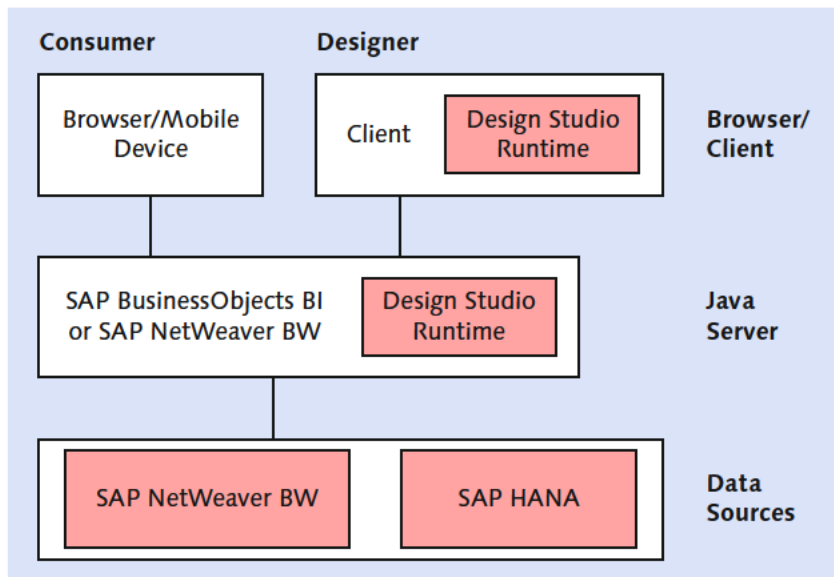 Consumer
Designer
Browser/Mobile
Device
Client
Design Studio
Runtime
Browser/
Client
SAP BusinessObjects BI
or SAP NetWeaver BW
Design Studio
Runtime
Java
Server
SAP NetWeaver BW
SAP HANA
Data
Sources